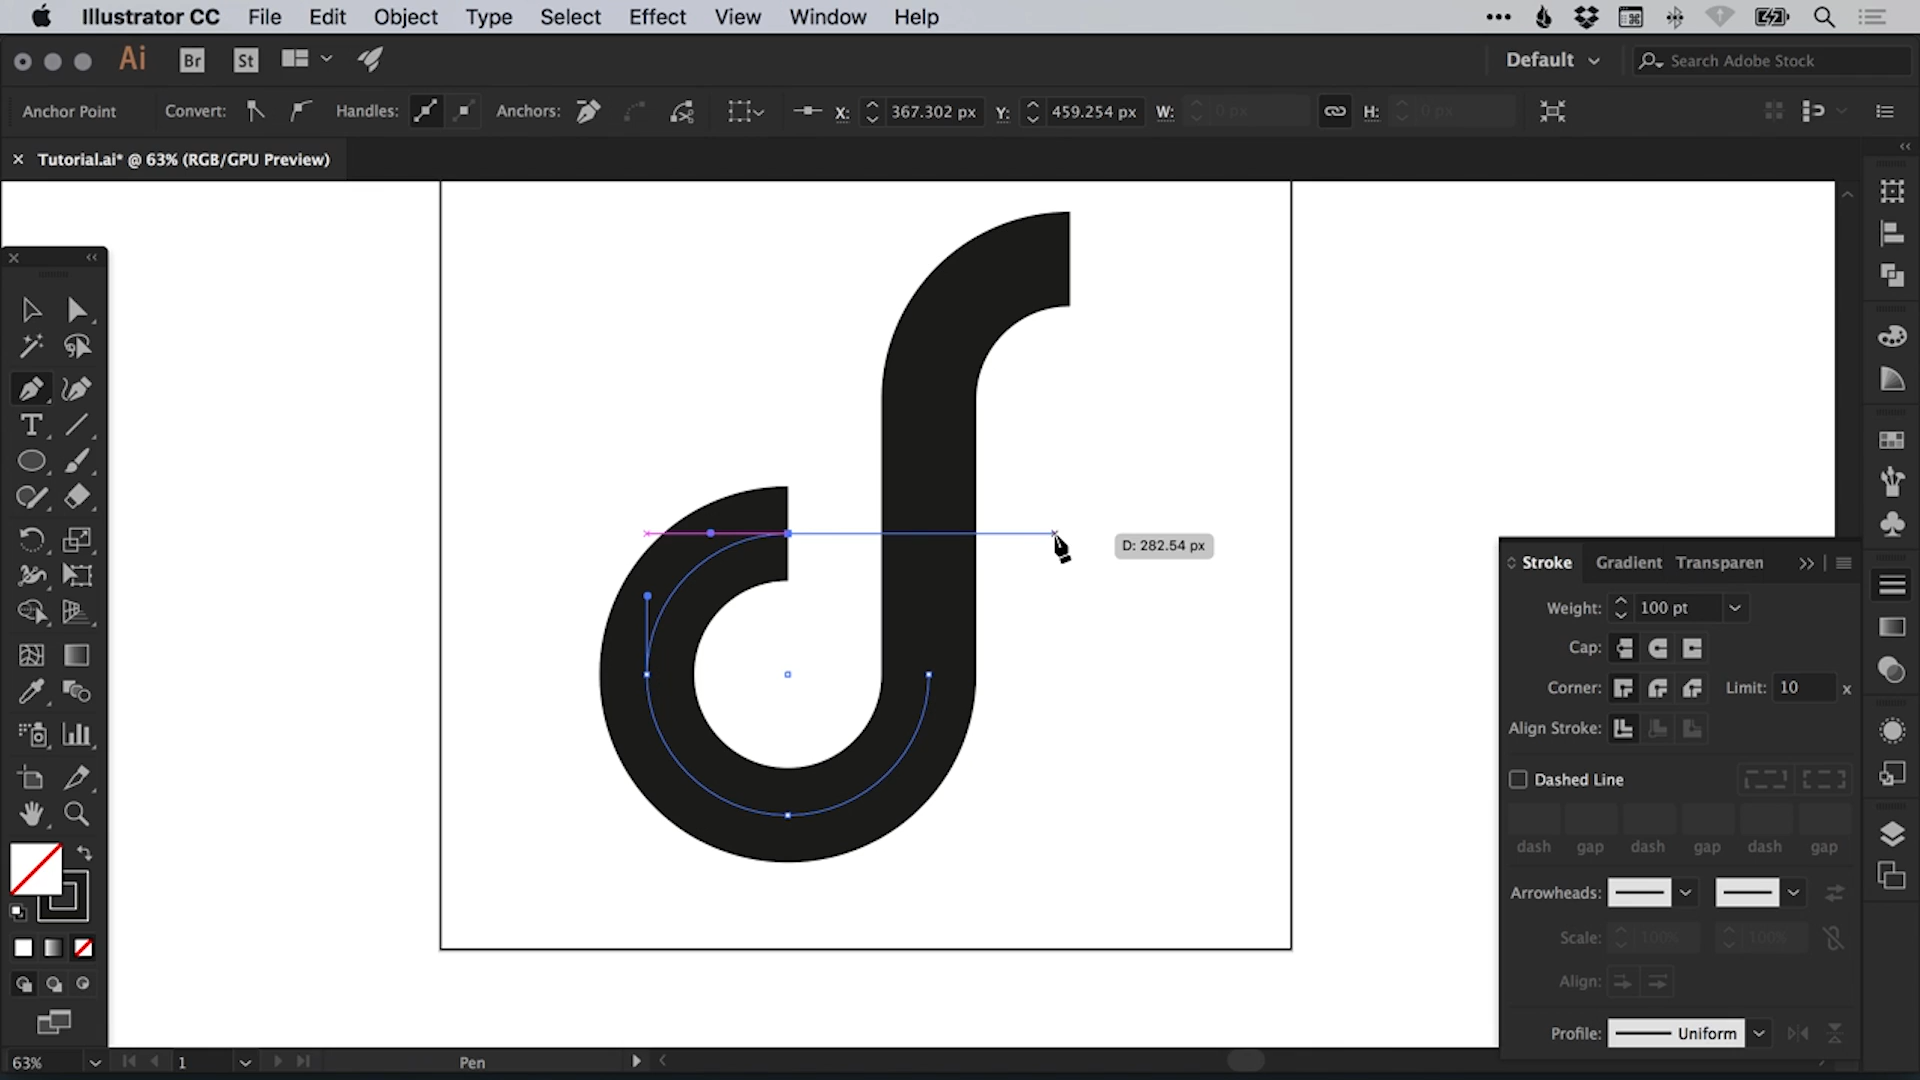 Illustrator CC File Edit Object Type Select Effect View Window Help
Ai Br St Default Search Adobe Stock
Anchor Point Convert: Handles: Anchors: X: 367.302 px Y: 459.254 px W: 0 px H: 0 px
× Tutorial.ai* @ 63% (RGB/GPU Preview)
D: 282.54 px
Stroke Gradient Transparen
Weight: 100 pt
Cap:
Corner: Limit: 10 x
Align Stroke:
Dashed Line
dash gap dash gap dash gap
Arrowheads:
Scale: 100% 100%
Align:
Profile: Uniform
63% 1 Pen